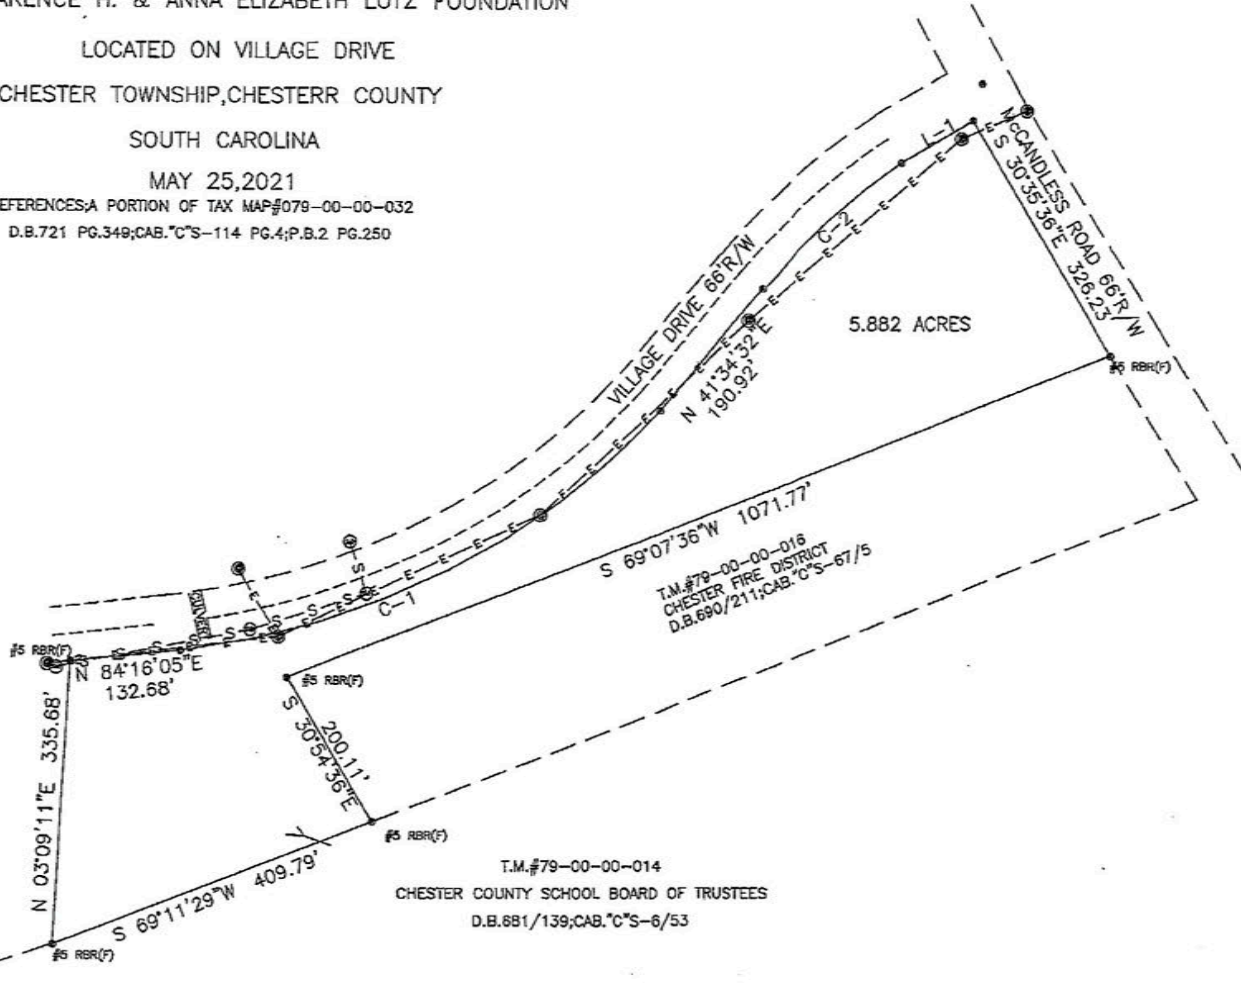 ARENCE H. & ANNA ELIZABETH LUTZ FOUNDATION
LOCATED ON VILLAGE DRIVE
CHESTER TOWNSHIP,CHESTERR COUNTY
SOUTH CAROLINA
MAY 25,2021
EFERENCES;A PORTION OF TAX MAP#079-00-00-032
D.B.721 PG.349;CAB."C"S-114 PG.4;P.B.2 PG.250
McCANDLESS ROAD 66'R/W
S 30°35'36"E 326.23'
L-1
C-2
VILLAGE DRIVE 66'R/W
5.882 ACRES
#5 RBR(F)
N 41°34'32"E
190.92'
S 69°07'36"W 1071.77'
T.M.#79-00-00-016
CHESTER FIRE DISTRICT
D.B.690/211;CAB."C"S-67/5
C-1
#5 RBR(F)
N 84°16'05"E
132.68'
#5 RBR(F)
200.11'
S 30°54'36"E
N 03°09'11"E 335.68'
#5 RBR(F)
S 69°11'29"W 409.79'
#5 RBR(F)
T.M.#79-00-00-014
CHESTER COUNTY SCHOOL BOARD OF TRUSTEES
D.B.681/139;CAB."C"S-6/53